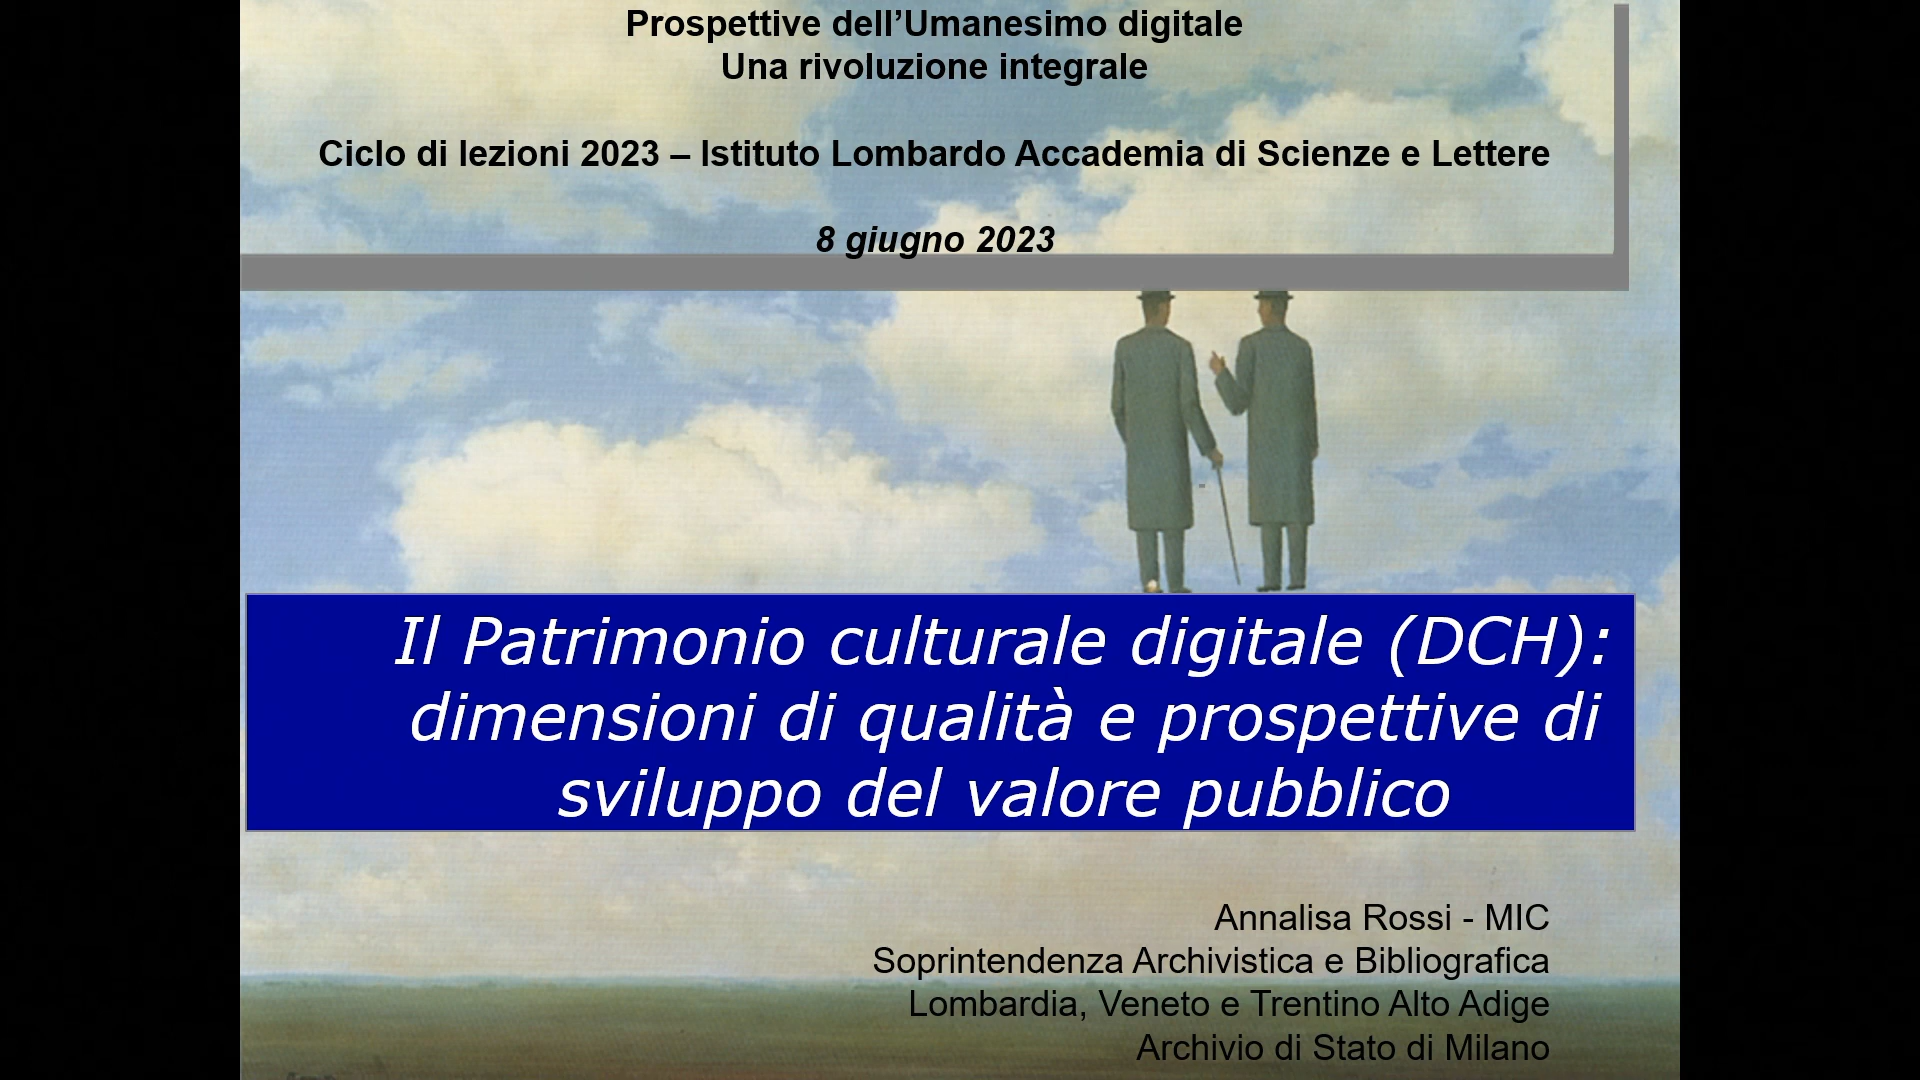 Prospettive dell’Umanesimo digitale
Una rivoluzione integrale
Ciclo di lezioni 2023 – Istituto Lombardo Accademia di Scienze e Lettere
8 giugno 2023
Il Patrimonio culturale digitale (DCH):
dimensioni di qualità e prospettive di
sviluppo del valore pubblico
Annalisa Rossi - MIC
Soprintendenza Archivistica e Bibliografica
Lombardia, Veneto e Trentino Alto Adige
Archivio di Stato di Milano